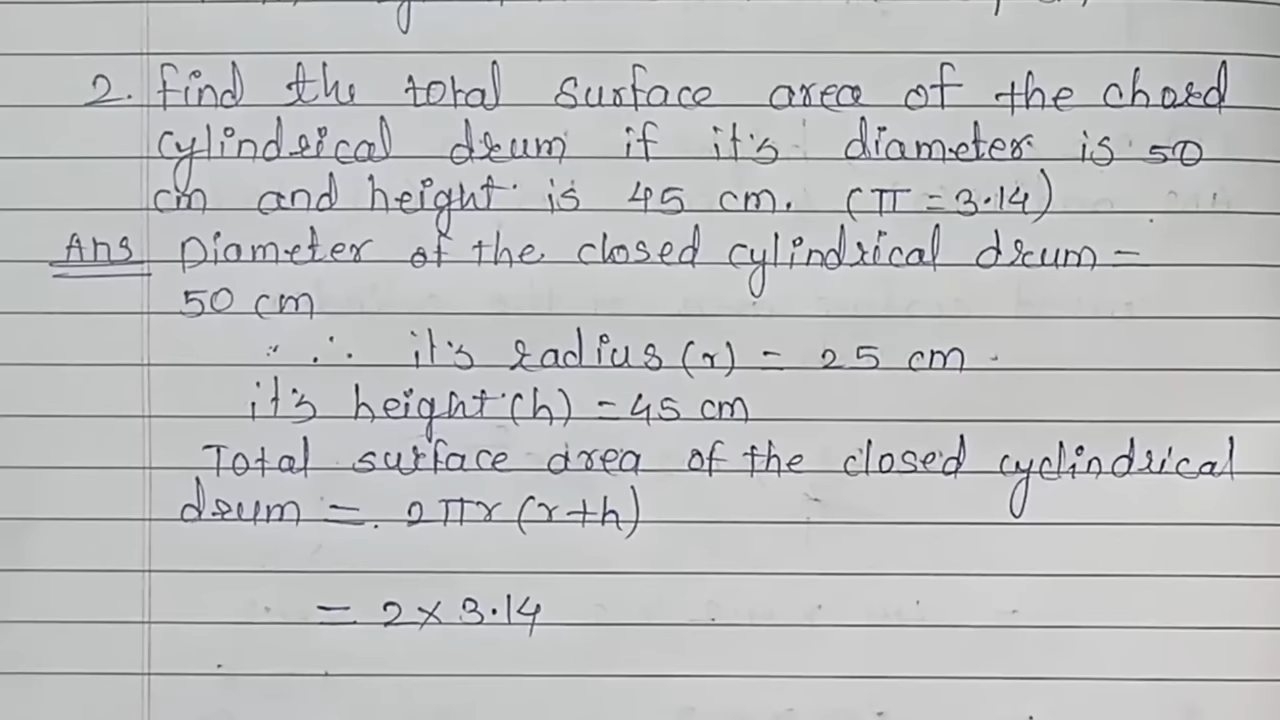 2. find the total surface area of the chosed
cylindrical drum if it's diameter is 50
cm and height is 45 cm. (π = 3.14)
Ans Diameter of the closed cylindrical drum =
50 cm
∴ it's radius (r) = 25 cm.
it's height (h) = 45 cm
Total surface area of the closed cyclindrical
drum = 2πr (r+h)
= 2 × 3.14